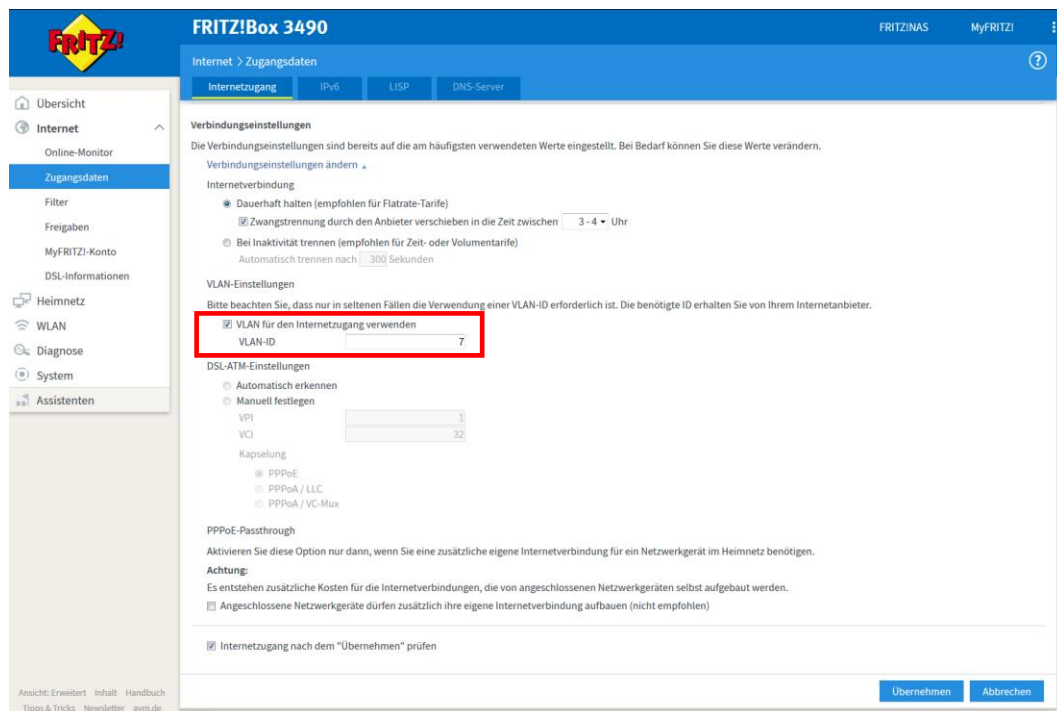 FRITZ!
FRITZ!Box 3490
FRITZ!NAS
MyFRITZ!
Internet > Zugangsdaten
?
Internetzugang
IPv6
LISP
DNS-Server
Übersicht
Internet
Online-Monitor
Zugangsdaten
Filter
Freigaben
MyFRITZ!-Konto
DSL-Informationen
Heimnetz
WLAN
Diagnose
System
Assistenten
Ansicht: Erweitert Inhalt Handbuch
Tipps & Tricks Newsletter avm.de
Verbindungseinstellungen
Die Verbindungseinstellungen sind bereits auf die am häufigsten verwendeten Werte eingestellt. Bei Bedarf können Sie diese Werte verändern.
Verbindungseinstellungen ändern
Internetverbindung
Dauerhaft halten (empfohlen für Flatrate-Tarife)
Zwangstrennung durch den Anbieter verschieben in die Zeit zwischen 3 - 4 Uhr
Bei Inaktivität trennen (empfohlen für Zeit- oder Volumentarife)
Automatisch trennen nach 300 Sekunden
VLAN-Einstellungen
Bitte beachten Sie, dass nur in seltenen Fällen die Verwendung einer VLAN-ID erforderlich ist. Die benötigte ID erhalten Sie von Ihrem Internetanbieter.
VLAN für den Internetzugang verwenden
VLAN-ID 7
DSL-ATM-Einstellungen
Automatisch erkennen
Manuell festlegen
VPI 1
VCI 32
Kapselung
PPPoE
PPPoA / LLC
PPPoA / VC-Mux
PPPoE-Passthrough
Aktivieren Sie diese Option nur dann, wenn Sie eine zusätzliche eigene Internetverbindung für ein Netzwerkgerät im Heimnetz benötigen.
Achtung:
Es entstehen zusätzliche Kosten für die Internetverbindungen, die von angeschlossenen Netzwerkgeräten selbst aufgebaut werden.
Angeschlossene Netzwerkgeräte dürfen zusätzlich ihre eigene Internetverbindung aufbauen (nicht empfohlen)
Internetzugang nach dem "Übernehmen" prüfen
Übernehmen
Abbrechen